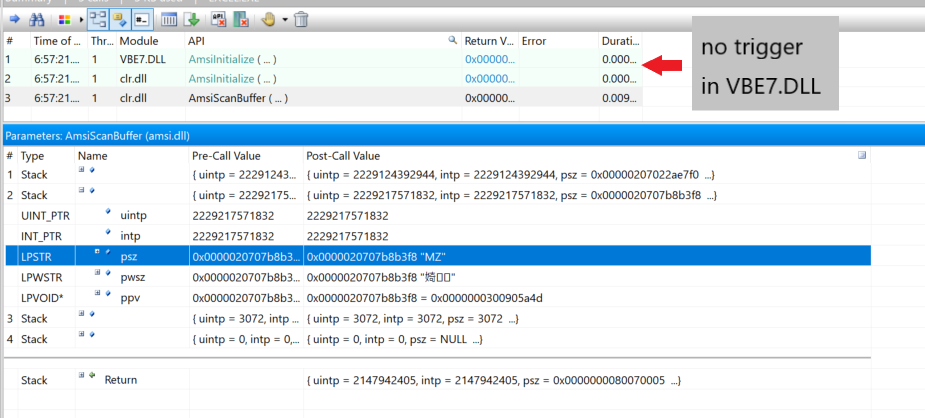 # Time of ... Thr... Module API Return V... Error Durati...
1 6:57:21... 1 VBE7.DLL AmsiInitialize ( ... ) 0x00000... 0.000...
2 6:57:21... 1 clr.dll AmsiInitialize ( ... ) 0x00000... 0.000...
3 6:57:21... 1 clr.dll AmsiScanBuffer ( ... ) 0x00000... 0.009...
no trigger
in VBE7.DLL
Parameters: AmsiScanBuffer (amsi.dll)
# Type Name Pre-Call Value Post-Call Value
1 Stack { uintp = 22291243... { uintp = 2229124392944, intp = 2229124392944, psz = 0x00000207022ae7f0 ...}
2 Stack { uintp = 22292175... { uintp = 2229217571832, intp = 2229217571832, psz = 0x0000020707b8b3f8 ...}
UINT_PTR uintp 2229217571832 2229217571832
INT_PTR intp 2229217571832 2229217571832
LPSTR psz 0x0000020707b8b3... 0x0000020707b8b3f8 "MZ"
LPWSTR pwsz 0x0000020707b8b3... 0x0000020707b8b3f8
LPVOID* ppv 0x0000020707b8b3... 0x0000020707b8b3f8 = 0x0000000300905a4d
3 Stack { uintp = 3072, intp ... { uintp = 3072, intp = 3072, psz = 3072 ...}
4 Stack { uintp = 0, intp = 0,... { uintp = 0, intp = 0, psz = NULL ...}
Stack Return { uintp = 2147942405, intp = 2147942405, psz = 0x0000000080070005 ...}